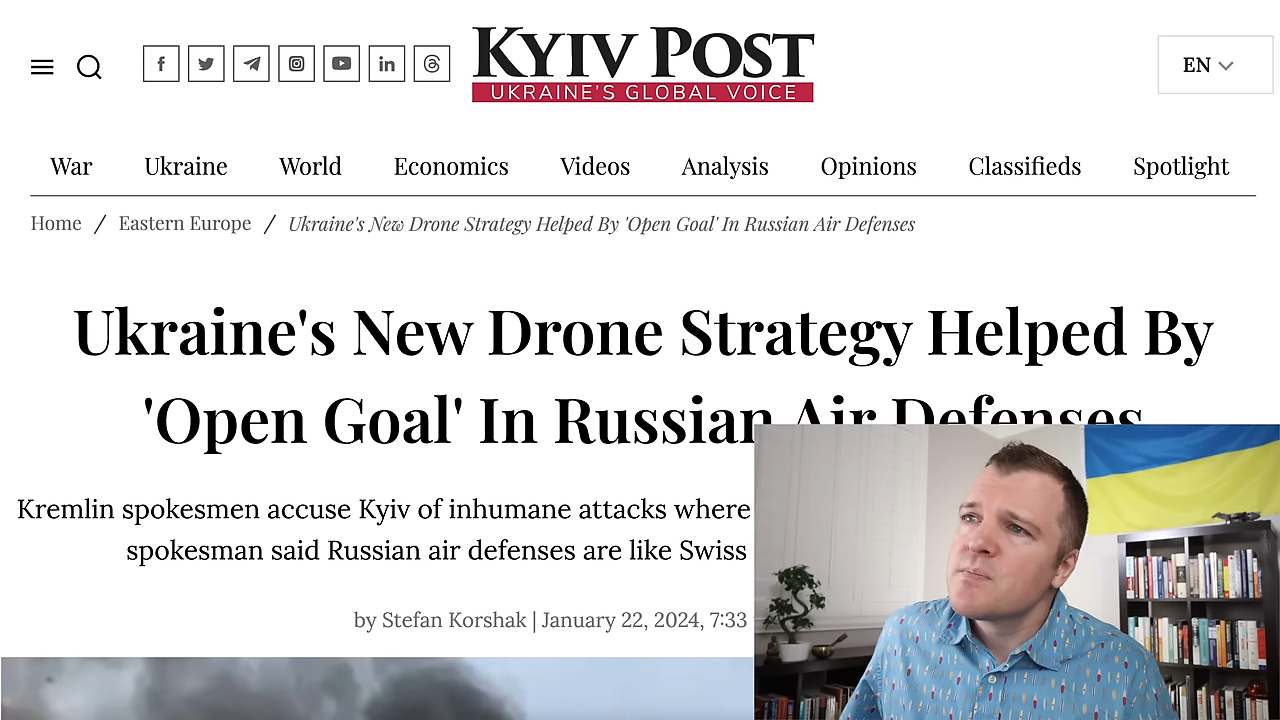 KYIV POST
UKRAINE'S GLOBAL VOICE
EN
War Ukraine World Economics Videos Analysis Opinions Classifieds Spotlight
Home / Eastern Europe / Ukraine's New Drone Strategy Helped By 'Open Goal' In Russian Air Defenses
Ukraine's New Drone Strategy Helped By
'Open Goal' In Russian Air Defenses
Kremlin spokesmen accuse Kyiv of inhumane attacks where
spokesman said Russian air defenses are like Swiss
by Stefan Korshak | January 22, 2024, 7:33